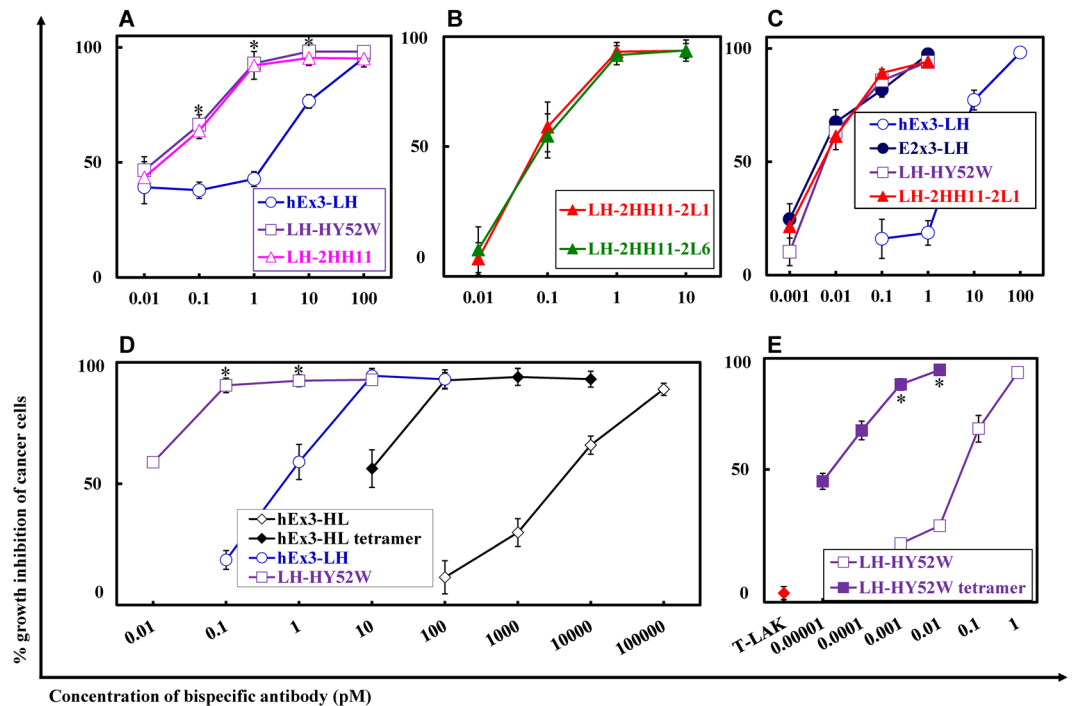 A
100
50
0
0.01 0.1 1 10 100
* * *
hEx3-LH
LH-HY52W
LH-2HH11
B
100
50
0
0.01 0.1 1 10
LH-2HH11-2L1
LH-2HH11-2L6
C
100
50
0
0.001 0.01 0.1 1 10 100
hEx3-LH
E2x3-LH
LH-HY52W
LH-2HH11-2L1
D
100
50
0
0.01 0.1 1 10 100 1000 10000 100000
* *
hEx3-HL
hEx3-HL tetramer
hEx3-LH
LH-HY52W
E
100
50
0
T-LAK 0.00001 0.0001 0.001 0.01 0.1 1
* *
LH-HY52W
LH-HY52W tetramer
% growth inhibition of cancer cells
Concentration of bispecific antibody (pM)